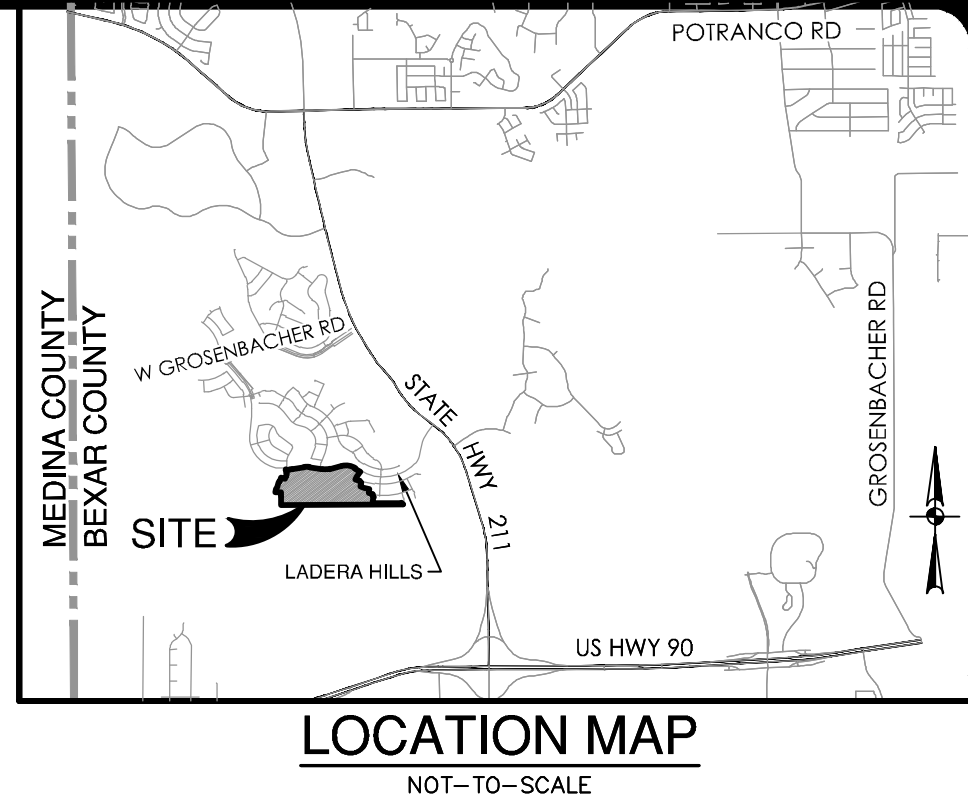 POTRANCO RD
MEDINA COUNTY
BEXAR COUNTY
W GROSENBACHER RD
STATE HWY 211
GROSENBACHER RD
SITE
LADERA HILLS
US HWY 90
LOCATION MAP
NOT-TO-SCALE